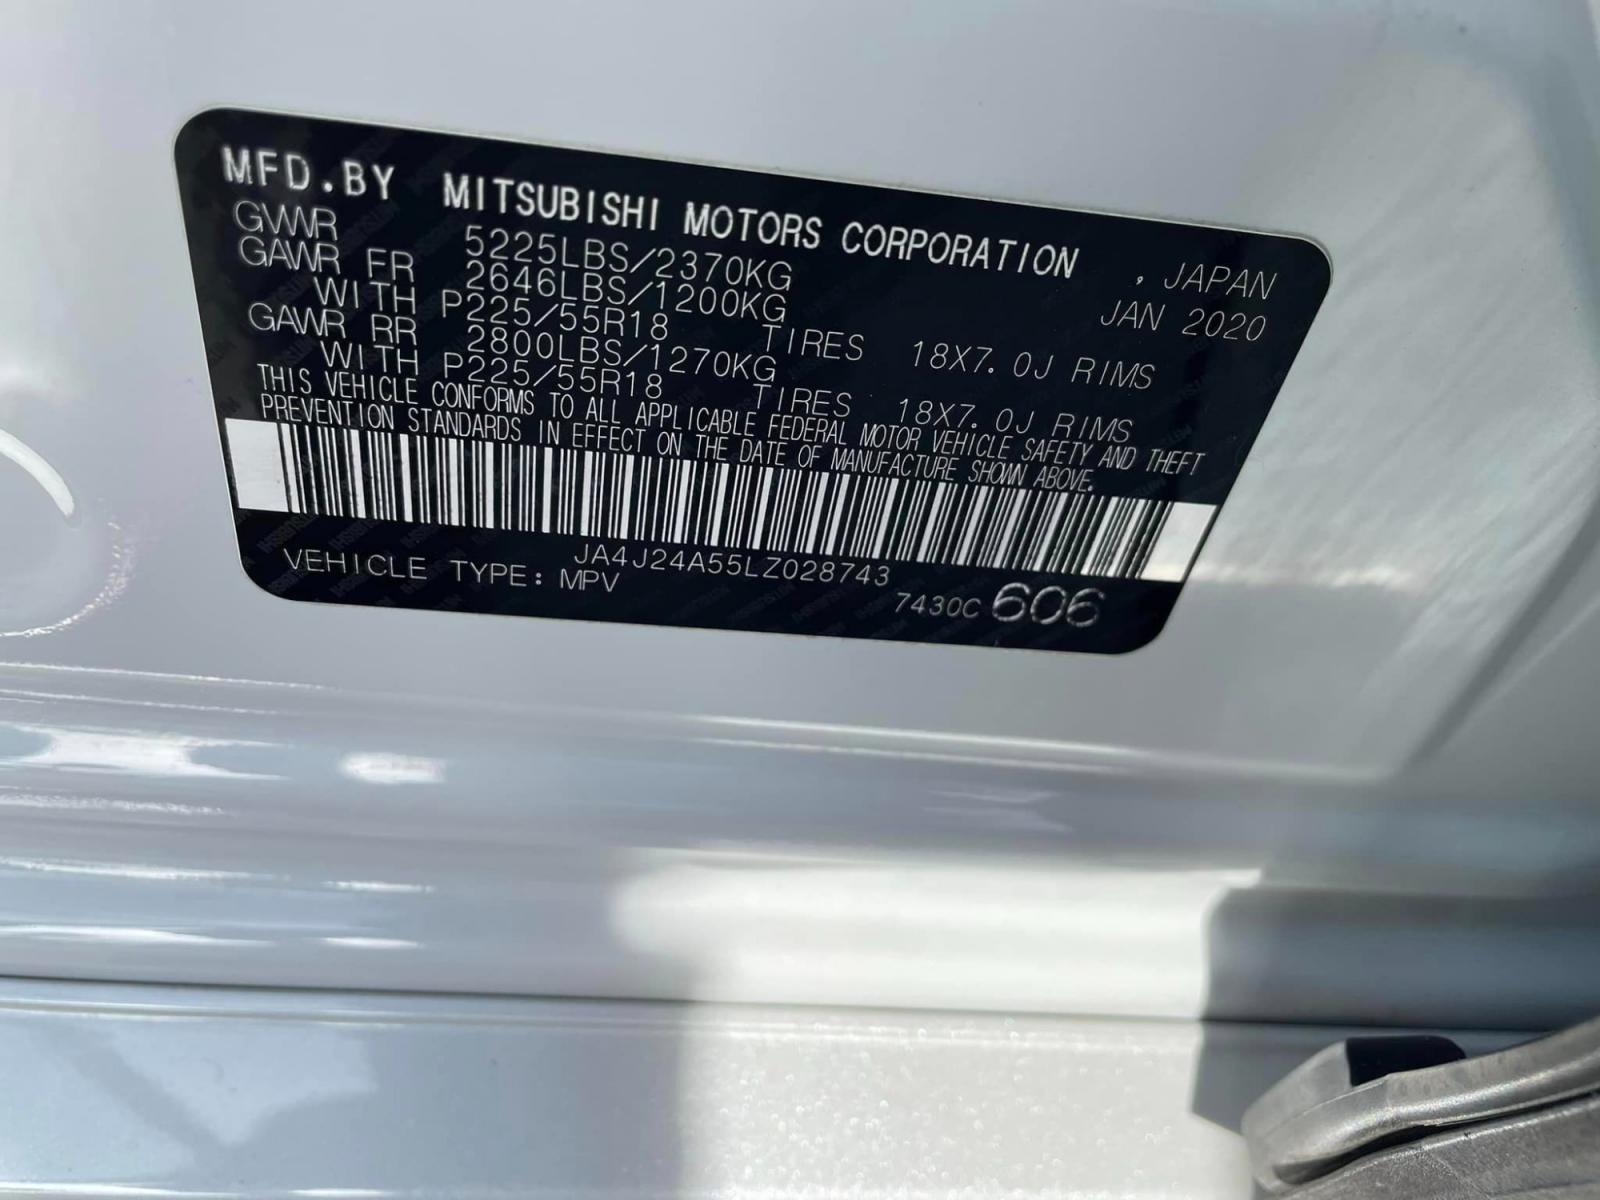 MFD.BY MITSUBISHI MOTORS CORPORATION , JAPAN
GVWR 5225LBS/2370KG JAN 2020
GAWR FR 2646LBS/1200KG
WITH P225/55R18 TIRES 18X7.0J RIMS
GAWR RR 2800LBS/1270KG
WITH P225/55R18 TIRES 18X7.0J RIMS
THIS VEHICLE CONFORMS TO ALL APPLICABLE FEDERAL MOTOR VEHICLE SAFETY AND THEFT
PREVENTION STANDARDS IN EFFECT ON THE DATE OF MANUFACTURE SHOWN ABOVE.
JA4J24A55LZ028743
VEHICLE TYPE: MPV 7430C 606